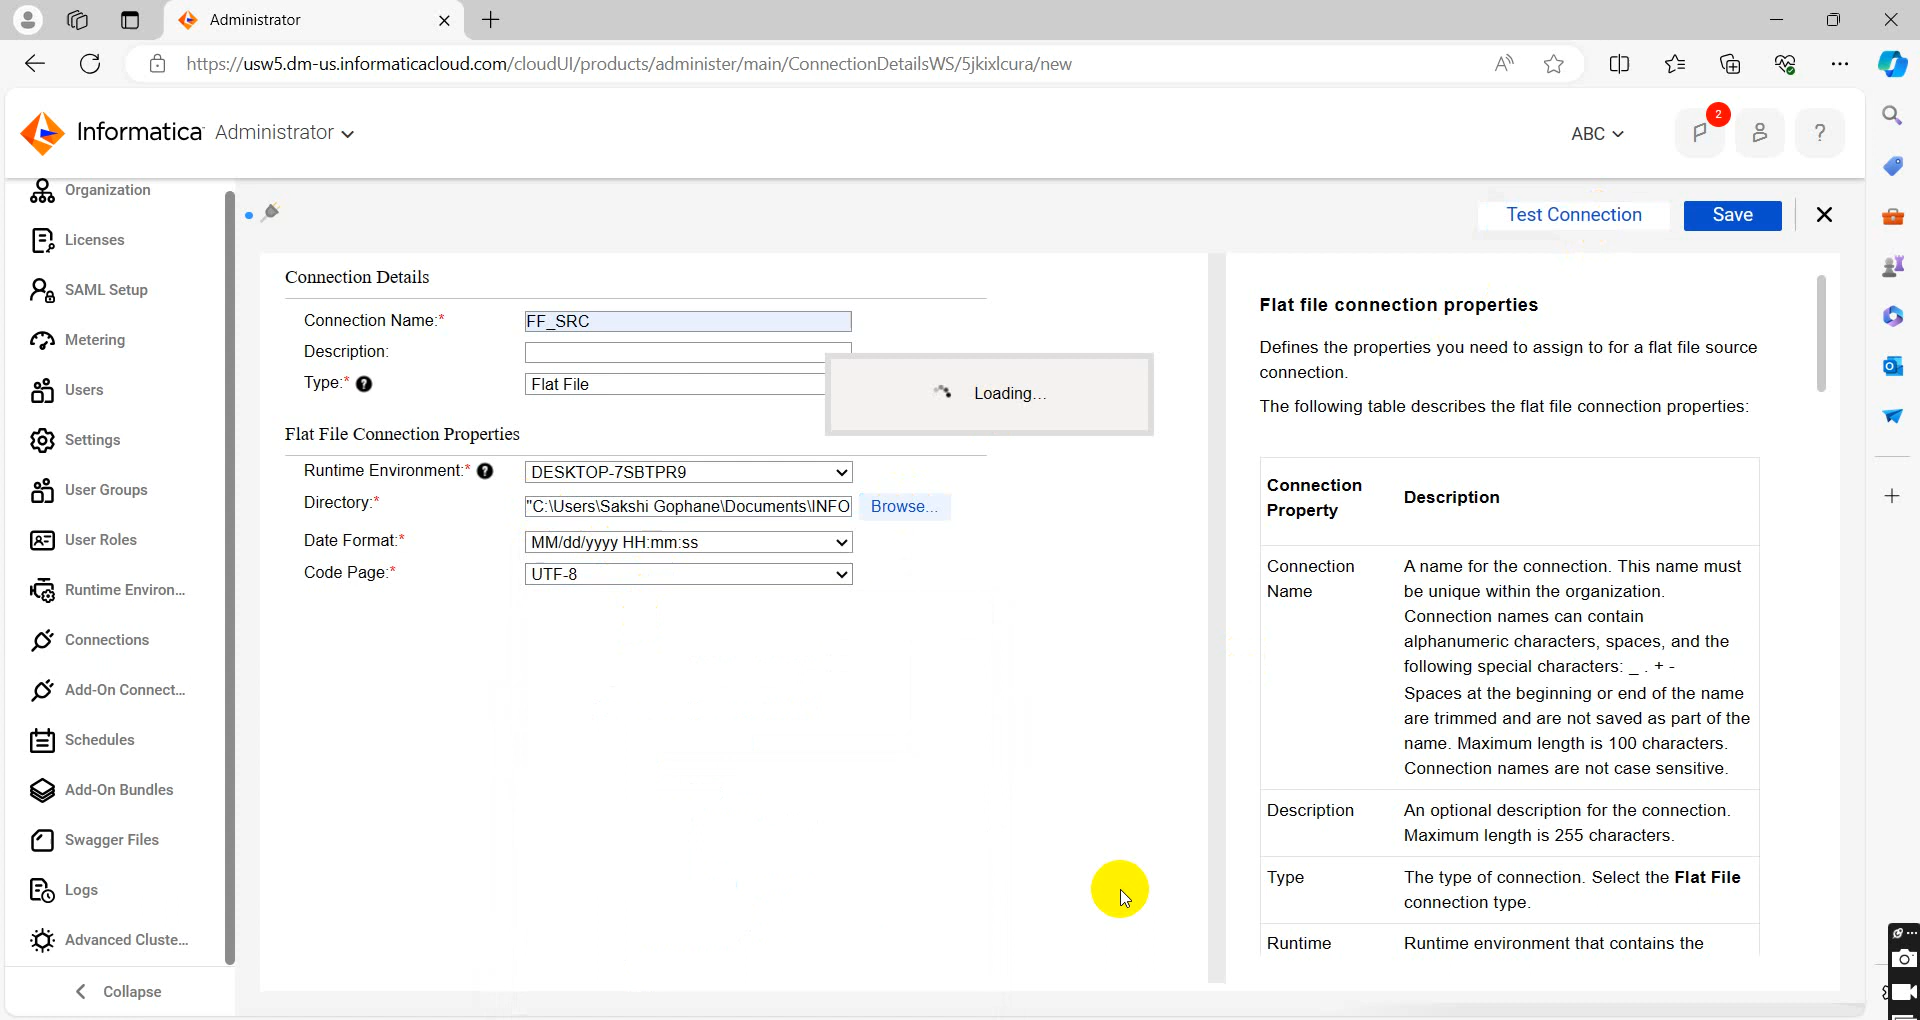 Administrator
https://usw5.dm-us.informaticacloud.com/cloudUI/products/administer/main/ConnectionDetailsWS/5jkixlcura/new
Informatica Administrator
ABC
2
?
Organization
Licenses
SAML Setup
Metering
Users
Settings
User Groups
User Roles
Runtime Environ...
Connections
Add-On Connect...
Schedules
Add-On Bundles
Swagger Files
Logs
Advanced Cluste...
Collapse
Test Connection
Save
Connection Details
Connection Name:* FF_SRC
Description:
Type:* ? Flat File
Loading...
Flat File Connection Properties
Runtime Environment:* ? DESKTOP-7SBTPR9
Directory:* "C:\Users\Sakshi Gophane\Documents\INFO Browse...
Date Format:* MM/dd/yyyy HH:mm:ss
Code Page:* UTF-8
Flat file connection properties
Defines the properties you need to assign to for a flat file source
connection.
The following table describes the flat file connection properties:
Connection
Property
Description
Connection
Name
A name for the connection. This name must
be unique within the organization.
Connection names can contain
alphanumeric characters, spaces, and the
following special characters: _ . + -
Spaces at the beginning or end of the name
are trimmed and are not saved as part of the
name. Maximum length is 100 characters.
Connection names are not case sensitive.
Description
An optional description for the connection.
Maximum length is 255 characters.
Type
The type of connection. Select the Flat File
connection type.
Runtime
Runtime environment that contains the